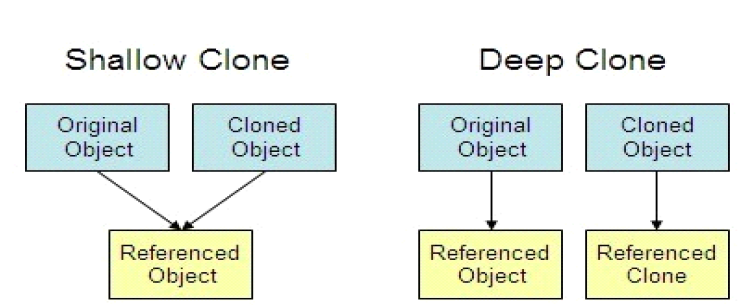 Shallow Clone
Deep Clone
Original
Object
Cloned
Object
Referenced
Object
Original
Object
Cloned
Object
Referenced
Object
Referenced
Clone